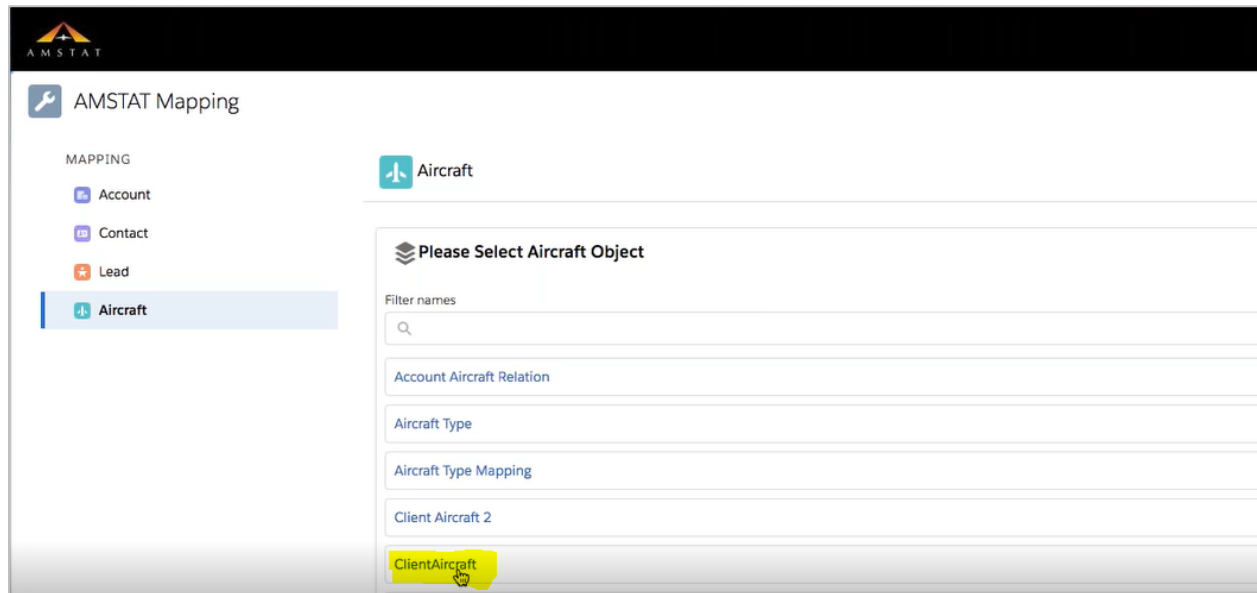 AMSTAT
AMSTAT Mapping
MAPPING
Account
Contact
Lead
Aircraft
Aircraft
Please Select Aircraft Object
Filter names
Account Aircraft Relation
Aircraft Type
Aircraft Type Mapping
Client Aircraft 2
ClientAircraft